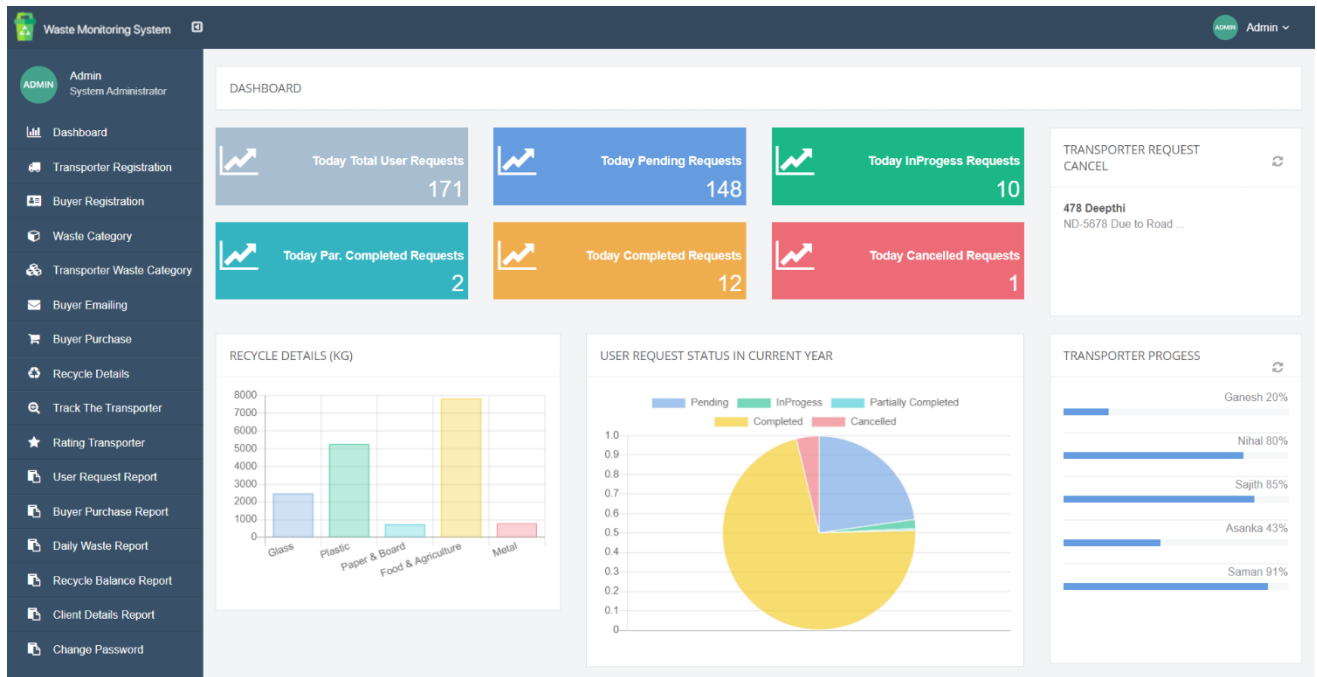 Waste Monitoring System
ADMIN
Admin
ADMIN
Admin
System Administrator
Dashboard
Transporter Registration
Buyer Registration
Waste Category
Transporter Waste Category
Buyer Emailing
Buyer Purchase
Recycle Details
Track The Transporter
Rating Transporter
User Request Report
Buyer Purchase Report
Daily Waste Report
Recycle Balance Report
Client Details Report
Change Password
DASHBOARD
Today Total User Requests
171
Today Pending Requests
148
Today InProgess Requests
10
Today Par. Completed Requests
2
Today Completed Requests
12
Today Cancelled Requests
1
TRANSPORTER REQUEST
CANCEL
478 Deepthi
ND-5678 Due to Road ...
RECYCLE DETAILS (KG)
8000
7000
6000
5000
4000
3000
2000
1000
0
Glass
Plastic
Paper & Board
Food & Agriculture
Metal
USER REQUEST STATUS IN CURRENT YEAR
Pending InProgess Partially Completed
Completed Cancelled
1.0
0.9
0.8
0.7
0.6
0.5
0.4
0.3
0.2
0.1
0
TRANSPORTER PROGESS
Ganesh 20%
Nihal 80%
Sajith 85%
Asanka 43%
Saman 91%